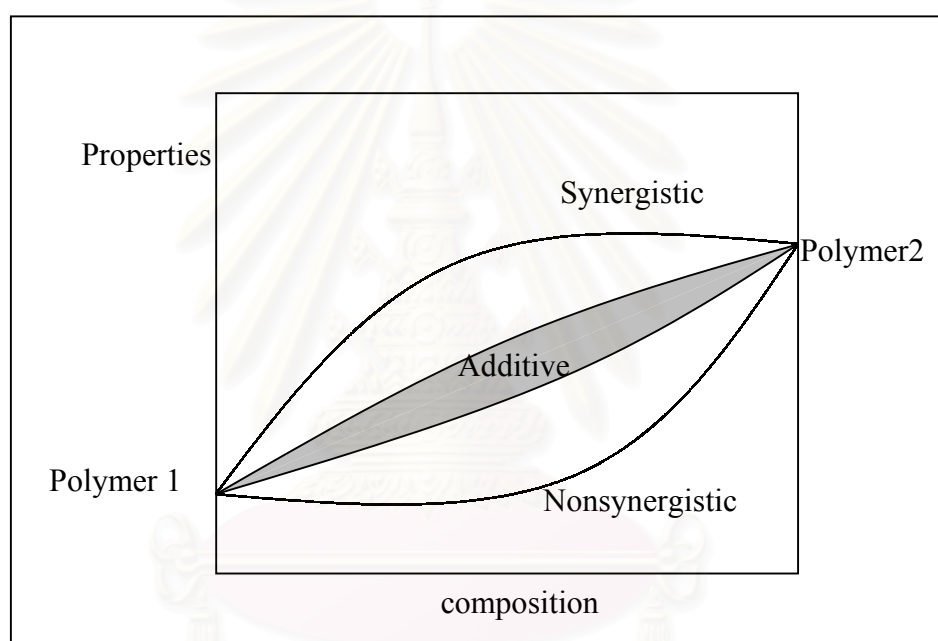 Properties
Synergistic
Polymer2
Additive
Polymer 1
Nonsynergistic
composition